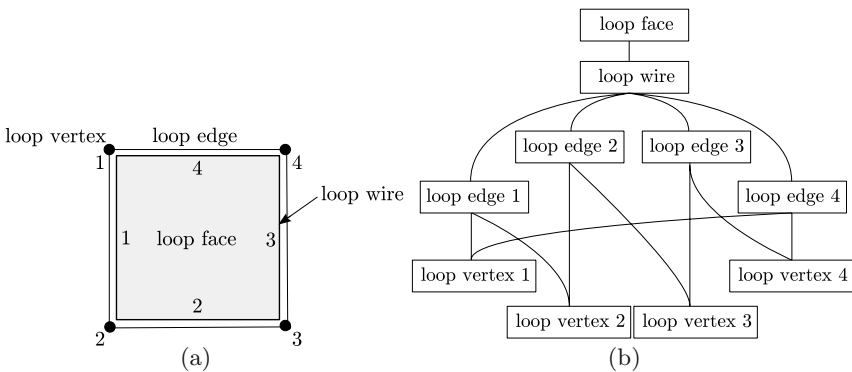 loop vertex
loop edge
1
4
4
loop wire
1
loop face
3
2
2
3
(a)
loop face
loop wire
loop edge 2
loop edge 3
loop edge 1
loop edge 4
loop vertex 1
loop vertex 4
loop vertex 2
loop vertex 3
(b)